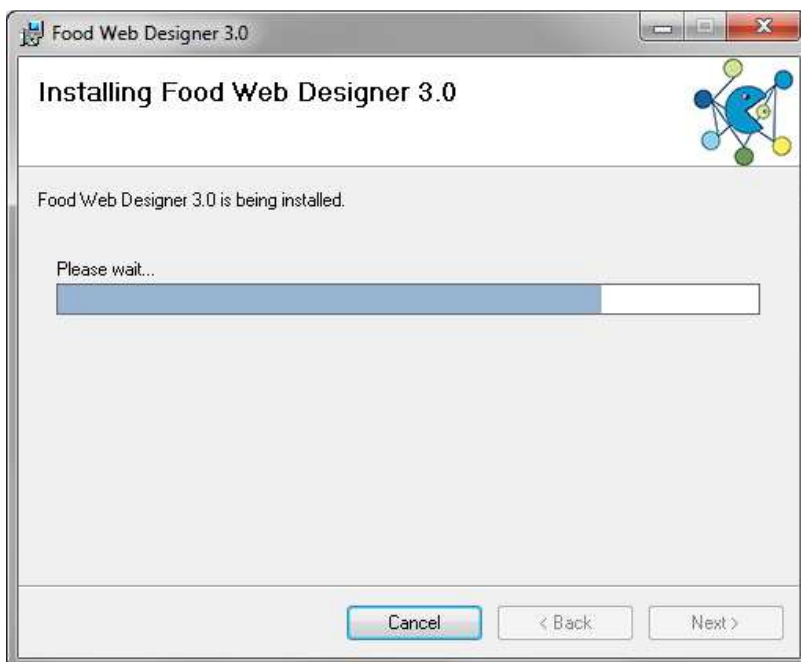 Food Web Designer 3.0
Installing Food Web Designer 3.0
Food Web Designer 3.0 is being installed.
Please wait...
Cancel
< Back
Next >